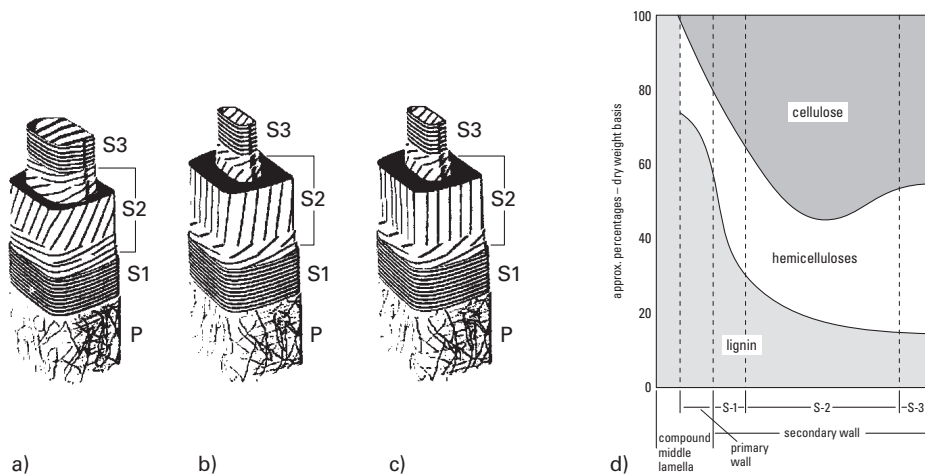 S3
S2
S1
P
a)
S3
S2
S1
P
b)
S3
S2
S1
P
c)
approx. percentages – dry weight basis
100
80
60
40
20
0
cellulose
hemicelluloses
lignin
S-1
S-2
S-3
compound
middle
lamella
primary
wall
secondary wall
d)